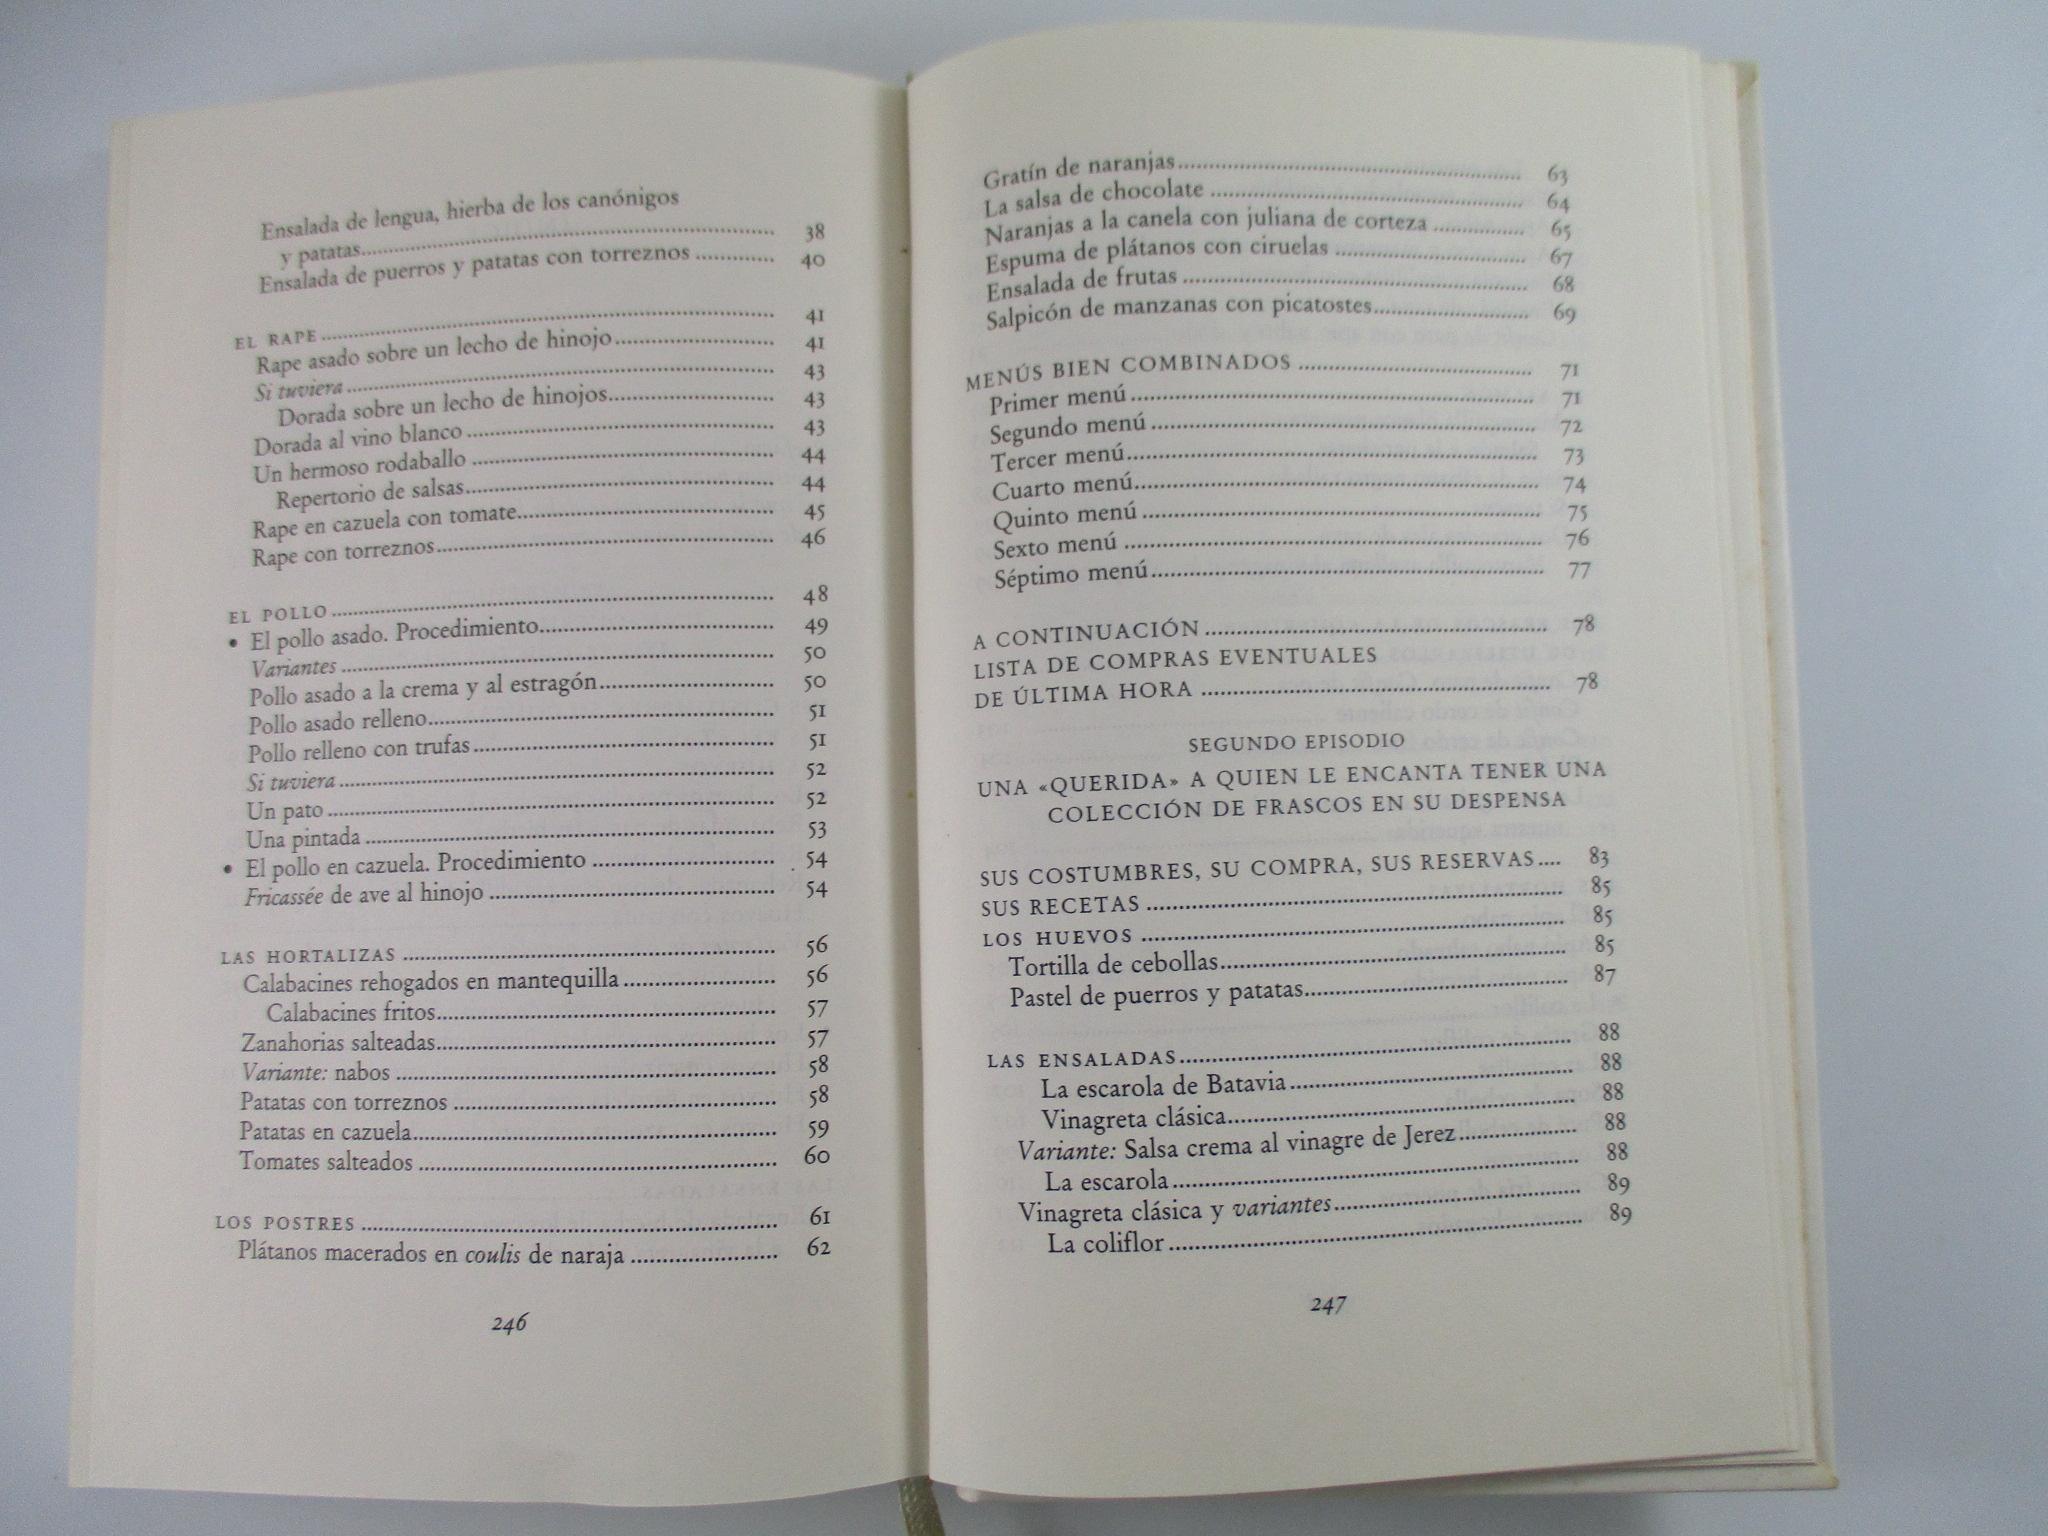 Ensalada de lengua, hierba de los canónigos
y patatas 38
Ensalada de puerros y patatas con torreznos 40
EL RAPE 41
Rape asado sobre un lecho de hinojo 41
Si tuviera 43
Dorada sobre un lecho de hinojos 43
Dorada al vino blanco 43
Un hermoso rodaballo 44
Repertorio de salsas 44
Rape en cazuela con tomate 45
Rape con torreznos 46
EL POLLO 48
• El pollo asado. Procedimiento 49
Variantes 50
Pollo asado a la crema y al estragón 50
Pollo asado relleno 51
Pollo relleno con trufas 51
Si tuviera 52
Un pato 52
Una pintada 53
• El pollo en cazuela. Procedimiento 54
Fricassée de ave al hinojo 54
LAS HORTALIZAS 56
Calabacines rehogados en mantequilla 56
Calabacines fritos 57
Zanahorias salteadas 57
Variante: nabos 58
Patatas con torreznos 58
Patatas en cazuela 59
Tomates salteados 60
LOS POSTRES 61
Plátanos macerados en coulis de naraja 62
246
Gratín de naranjas 63
La salsa de chocolate 64
Naranjas a la canela con juliana de corteza 65
Espuma de plátanos con ciruelas 67
Ensalada de frutas 68
Salpicón de manzanas con picatostes 69
MENÚS BIEN COMBINADOS 71
Primer menú 71
Segundo menú 72
Tercer menú 73
Cuarto menú 74
Quinto menú 75
Sexto menú 76
Séptimo menú 77
A CONTINUACIÓN 78
LISTA DE COMPRAS EVENTUALES
DE ÚLTIMA HORA 78
SEGUNDO EPISODIO
UNA «QUERIDA» A QUIEN LE ENCANTA TENER UNA
COLECCIÓN DE FRASCOS EN SU DESPENSA
SUS COSTUMBRES, SU COMPRA, SUS RESERVAS 83
SUS RECETAS 85
LOS HUEVOS 85
Tortilla de cebollas 85
Pastel de puerros y patatas 87
LAS ENSALADAS 88
La escarola de Batavia 88
Vinagreta clásica 88
Variante: Salsa crema al vinagre de Jerez 88
La escarola 88
Vinagreta clásica y variantes 89
La coliflor 89
247